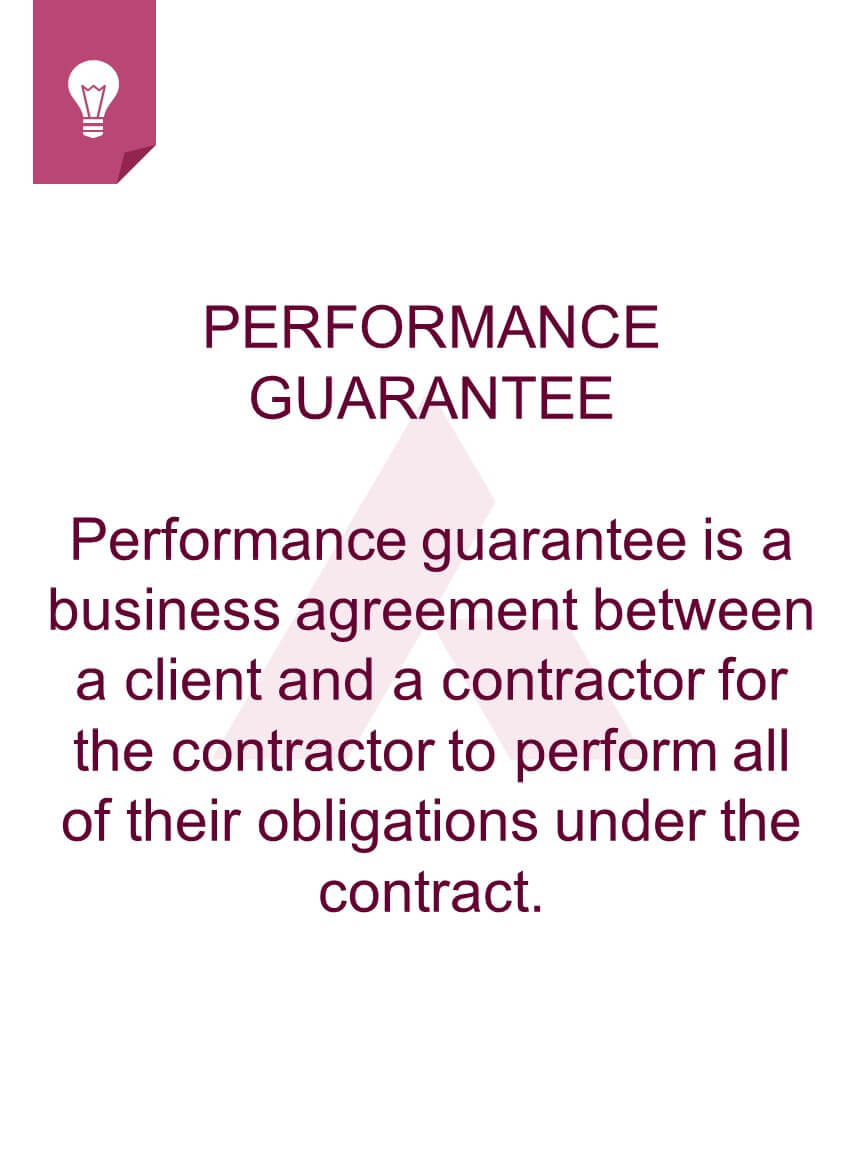 PERFORMANCE
GUARANTEE
Performance guarantee is a
business agreement between
a client and a contractor for
the contractor to perform all
of their obligations under the
contract.